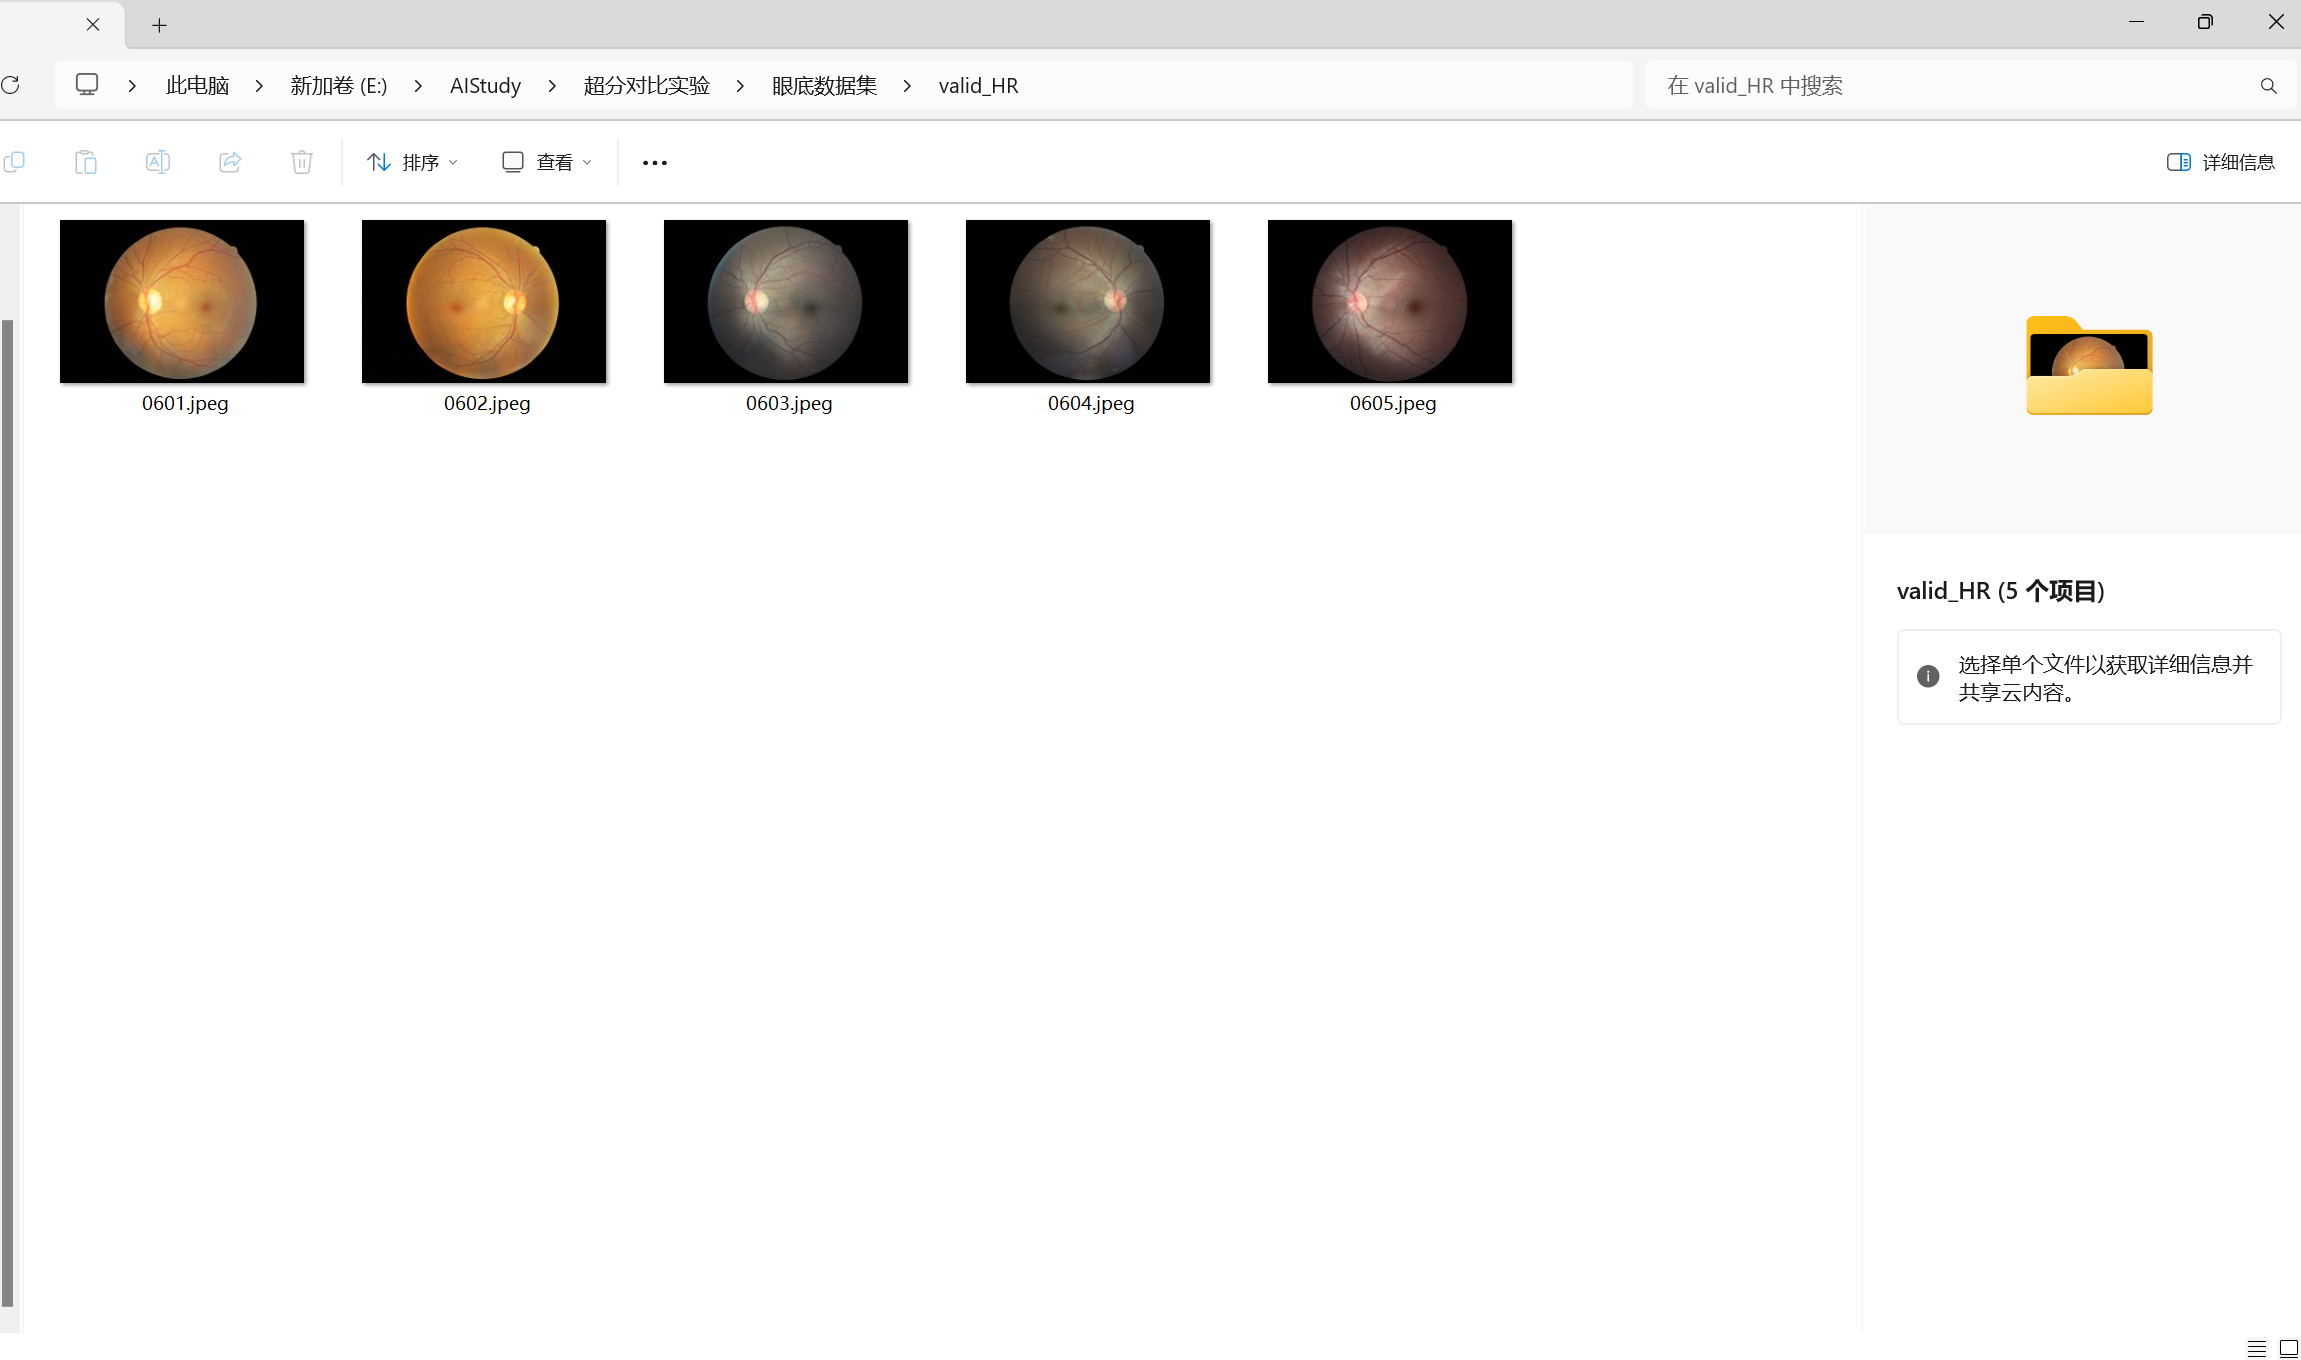 此电脑 > 新加卷 (E:) > AIStudy > 超分对比实验 > 眼底数据集 > valid_HR
在 valid_HR 中搜索
排序
查看
详细信息
0601.jpeg
0602.jpeg
0603.jpeg
0604.jpeg
0605.jpeg
valid_HR (5 个项目)
选择单个文件以获取详细信息并
共享云内容。